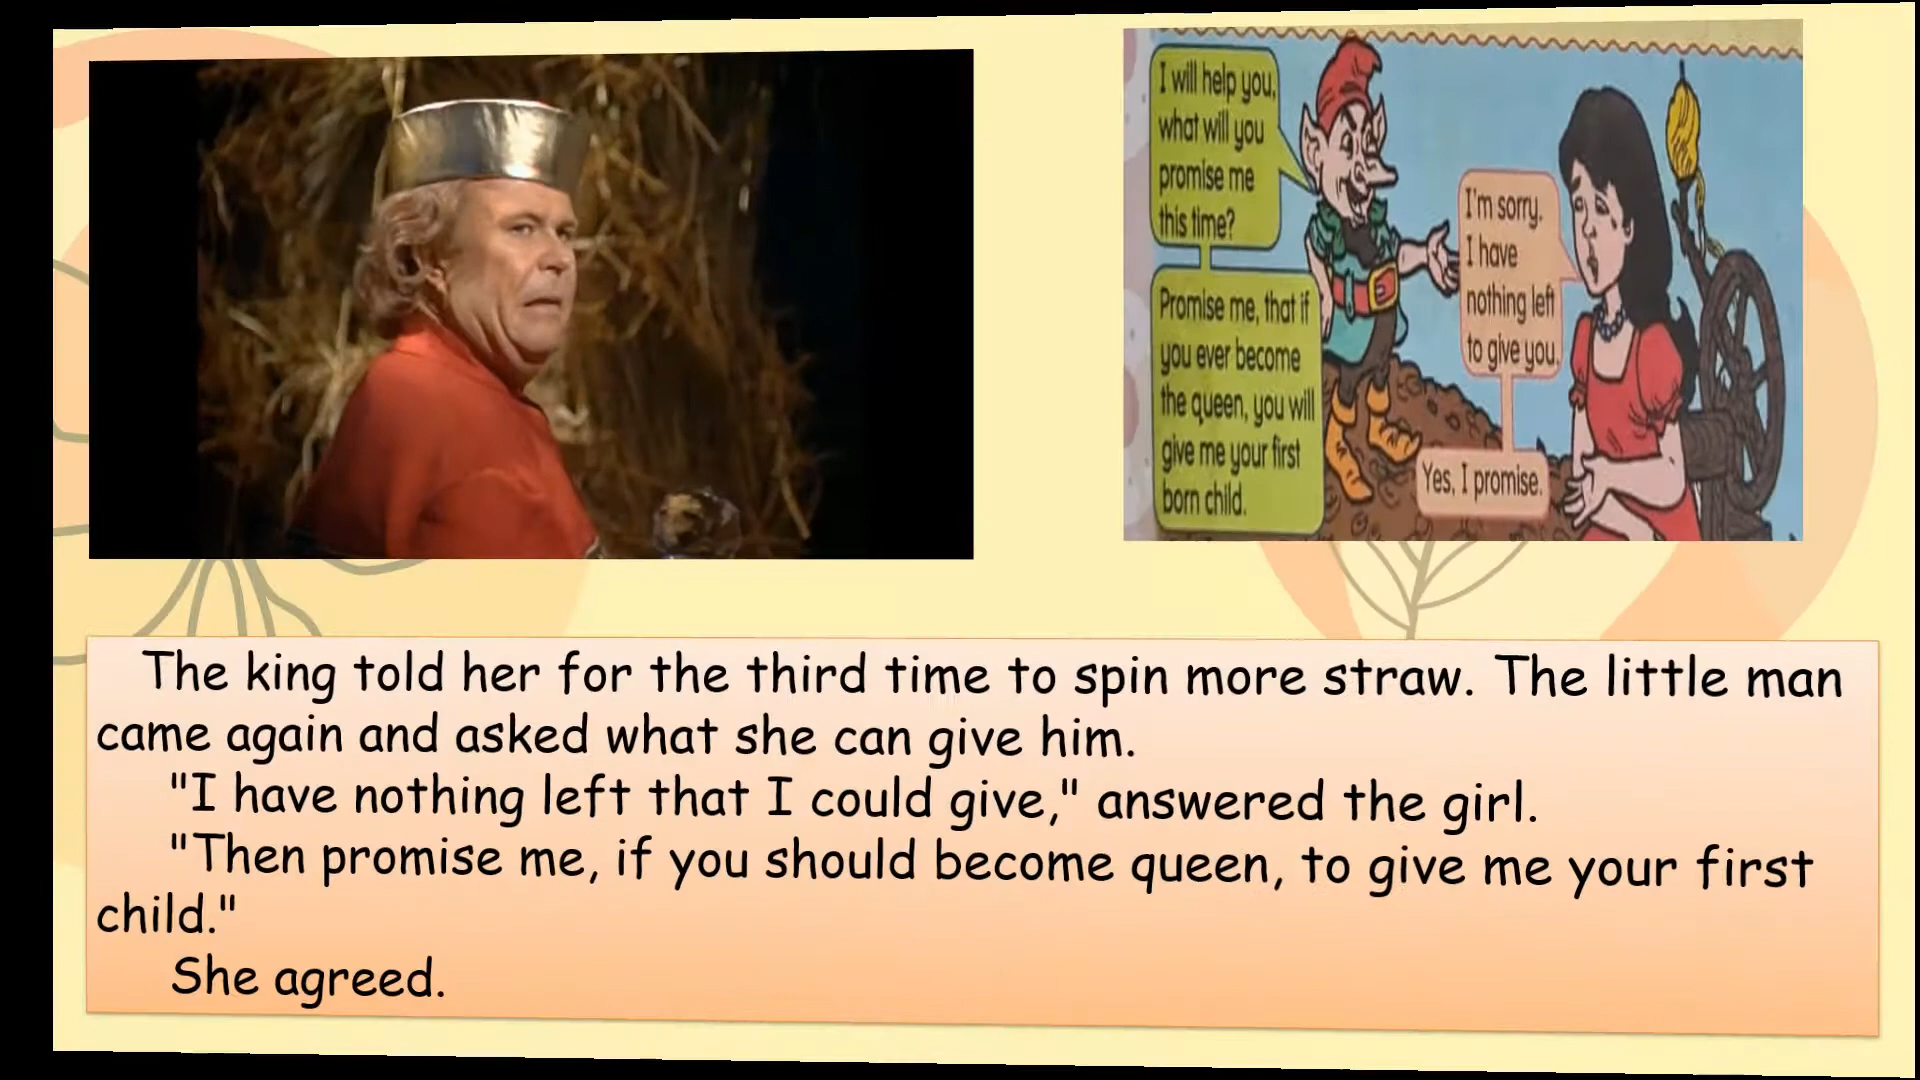 I will help you,
what will you
promise me
this time?
I'm sorry.
I have
nothing left
to give you.
Promise me, that if
you ever become
the queen, you will
give me your first
born child.
Yes, I promise.
The king told her for the third time to spin more straw. The little man
came again and asked what she can give him.
"I have nothing left that I could give," answered the girl.
"Then promise me, if you should become queen, to give me your first
child."
She agreed.